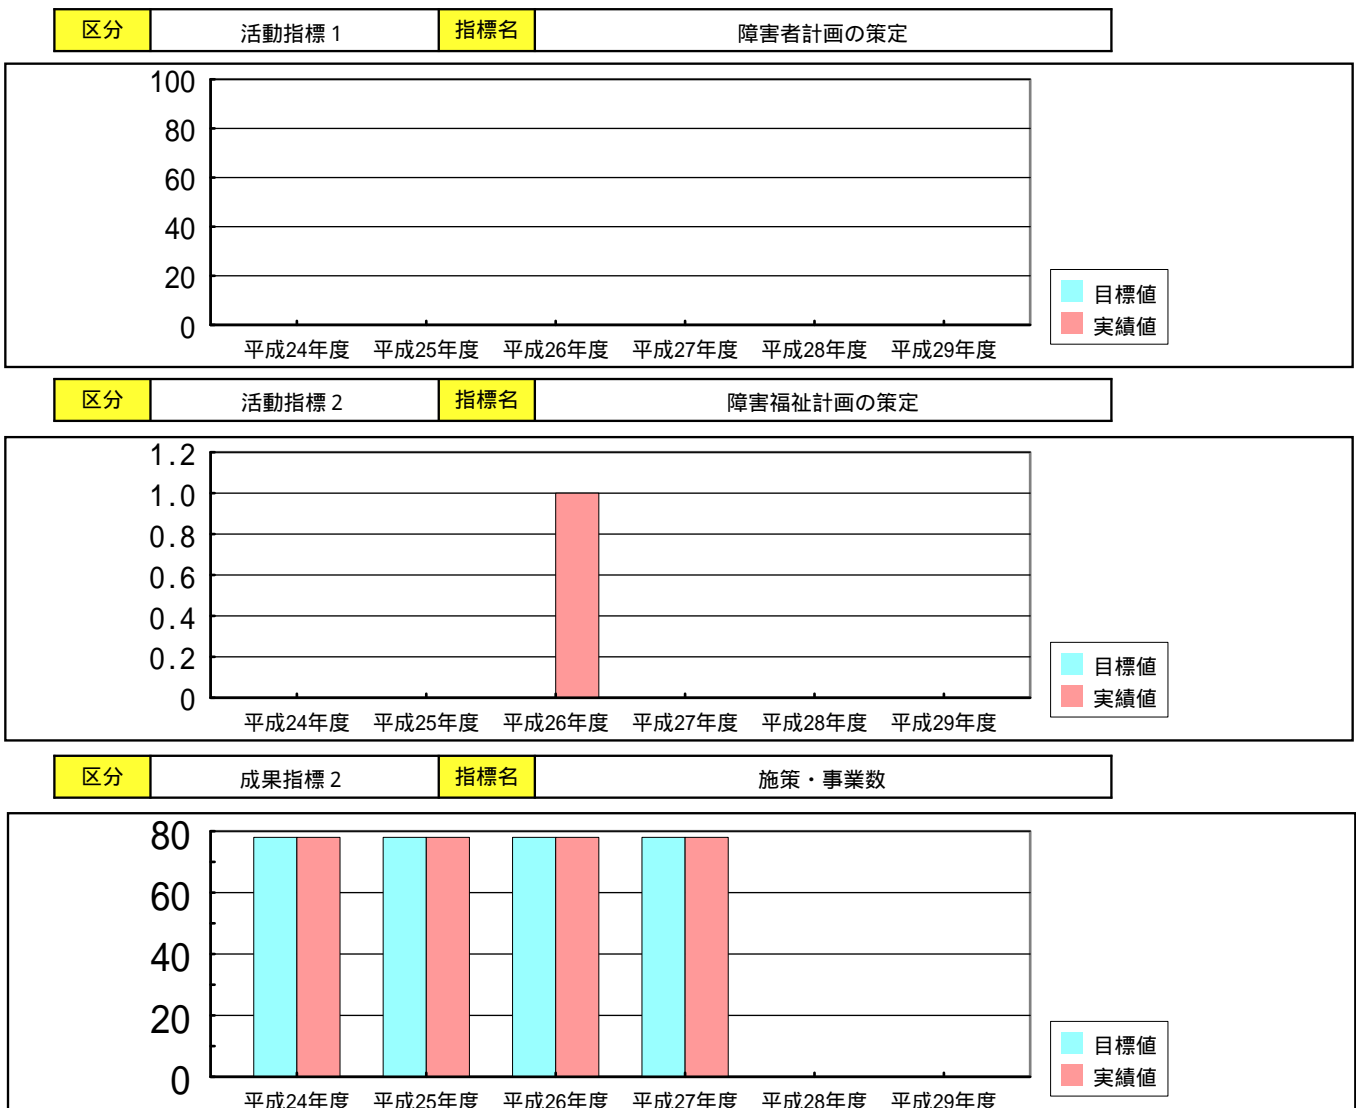 区分 活動指標１ 指標名 障害者計画の策定
100
80
60
40
20
0
平成24年度 平成25年度 平成26年度 平成27年度 平成28年度 平成29年度
目標値
実績値
区分 活動指標２ 指標名 障害福祉計画の策定
1.2
1.0
0.8
0.6
0.4
0.2
0
平成24年度 平成25年度 平成26年度 平成27年度 平成28年度 平成29年度
目標値
実績値
区分 成果指標２ 指標名 施策・事業数
80
60
40
20
0
平成24年度 平成25年度 平成26年度 平成27年度 平成28年度 平成29年度
目標値
実績値